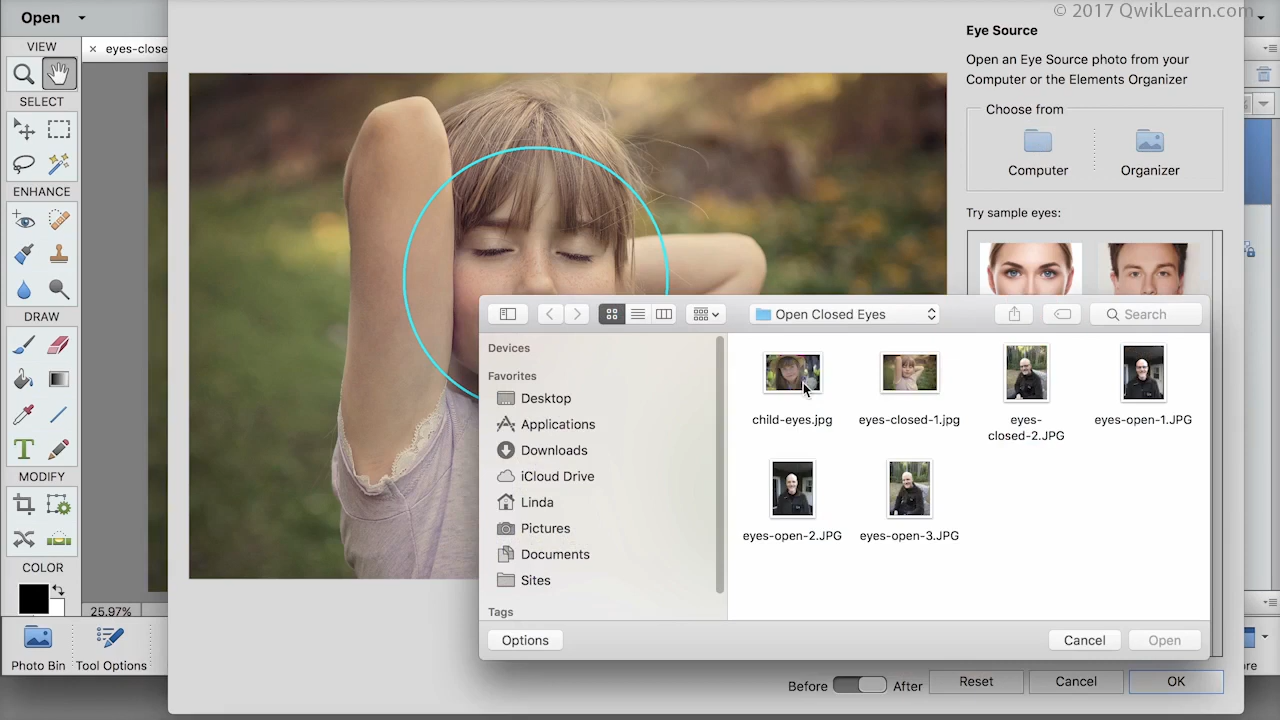 © 2017 QwikLearn.com
Open
VIEW
× eyes-close
SELECT
ENHANCE
DRAW
T
MODIFY
COLOR
25.97%
Photo Bin
Tool Options
Eye Source
Open an Eye Source photo from your
Computer or the Elements Organizer
Choose from
Computer
Organizer
Try sample eyes:
Open Closed Eyes
Search
Devices
Favorites
Desktop
Applications
Downloads
iCloud Drive
Linda
Pictures
Documents
Sites
Tags
child-eyes.jpg
eyes-closed-1.jpg
eyes-
closed-2.JPG
eyes-open-1.JPG
eyes-open-2.JPG
eyes-open-3.JPG
Options
Cancel
Open
Before
After
Reset
Cancel
OK